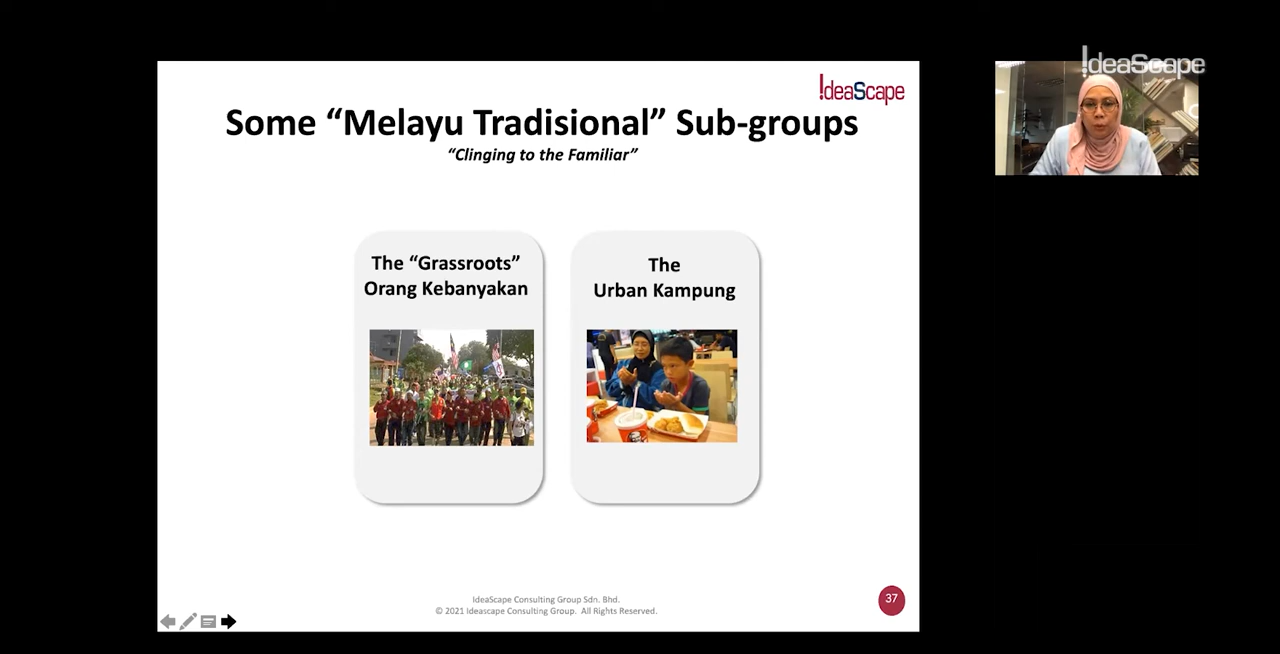 IdeaScape
IdeaScape
Some “Melayu Tradisional” Sub-groups
“Clinging to the Familiar”
The “Grassroots”
Orang Kebanyakan
The
Urban Kampung
KFC
IdeaScape Consulting Group Sdn. Bhd.
© 2021 Ideascape Consulting Group. All Rights Reserved.
37